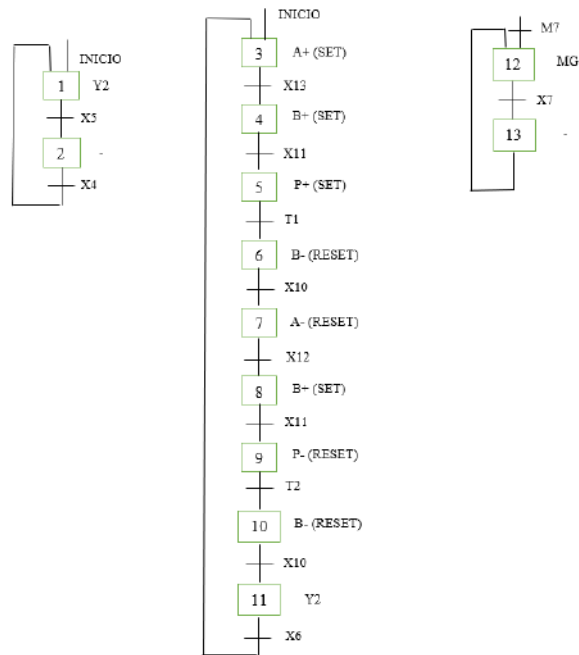 INICIO
1 Y2
X5
2 -
X4
INICIO
3 A+ (SET)
X13
4 B+ (SET)
X11
5 P+ (SET)
T1
6 B- (RESET)
X10
7 A- (RESET)
X12
8 B+ (SET)
X11
9 P- (RESET)
T2
10 B- (RESET)
X10
11 Y2
X6
M7
12 MG
X7
13 -